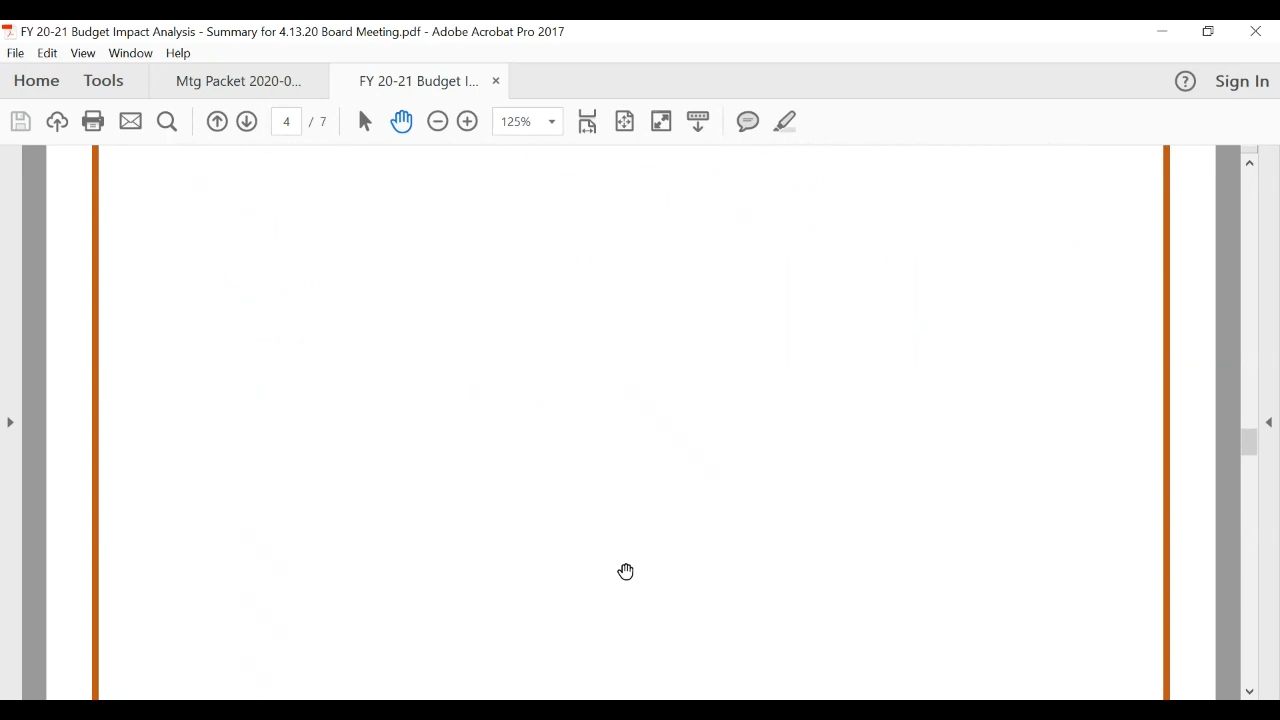 FY 20-21 Budget Impact Analysis - Summary for 4.13.20 Board Meeting.pdf - Adobe Acrobat Pro 2017
File Edit View Window Help
Home Tools Mtg Packet 2020-0... FY 20-21 Budget I... × ? Sign In
4 / 7 125%